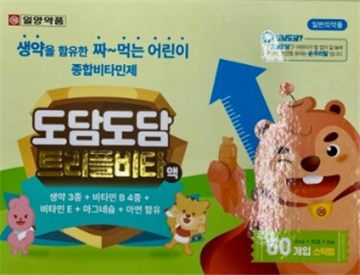 일양약품
일반의약품
생약을 함유한 짜~먹는 어린이
종합비타민제
도담도담
트리플비타액
생약 3종 + 비타민 B 4종 +
비타민 E + 마그네슘 + 아연 함유
60
개입 스틱형